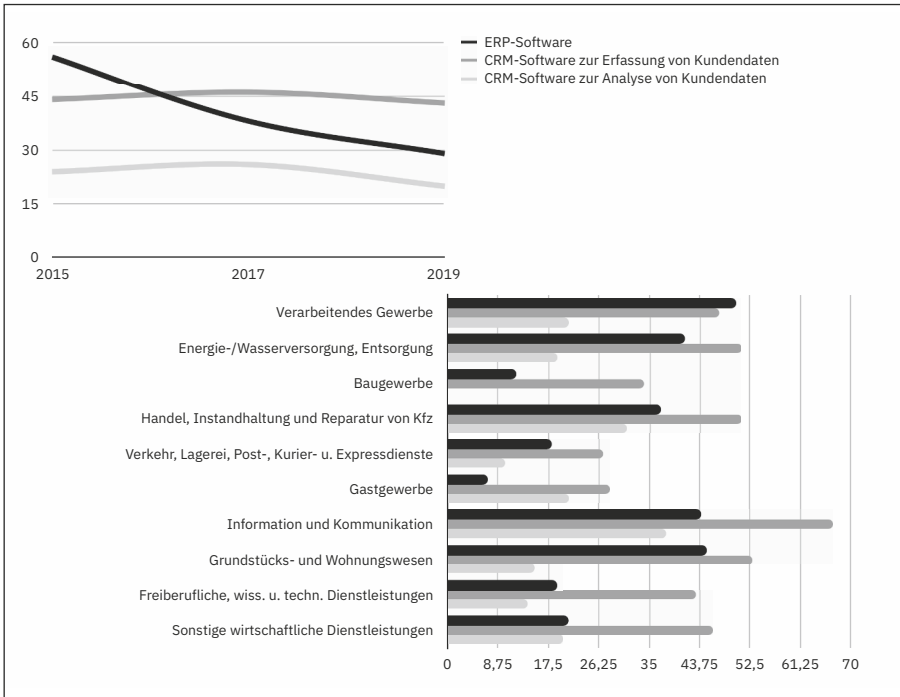 60
45
30
15
0
2015 2017 2019
ERP-Software
CRM-Software zur Erfassung von Kundendaten
CRM-Software zur Analyse von Kundendaten
Verarbeitendes Gewerbe
Energie-/Wasserversorgung, Entsorgung
Baugewerbe
Handel, Instandhaltung und Reparatur von Kfz
Verkehr, Lagerei, Post-, Kurier- u. Expressdienste
Gastgewerbe
Information und Kommunikation
Grundstücks- und Wohnungswesen
Freiberufliche, wiss. u. techn. Dienstleistungen
Sonstige wirtschaftliche Dienstleistungen
0 8,75 17,5 26,25 35 43,75 52,5 61,25 70